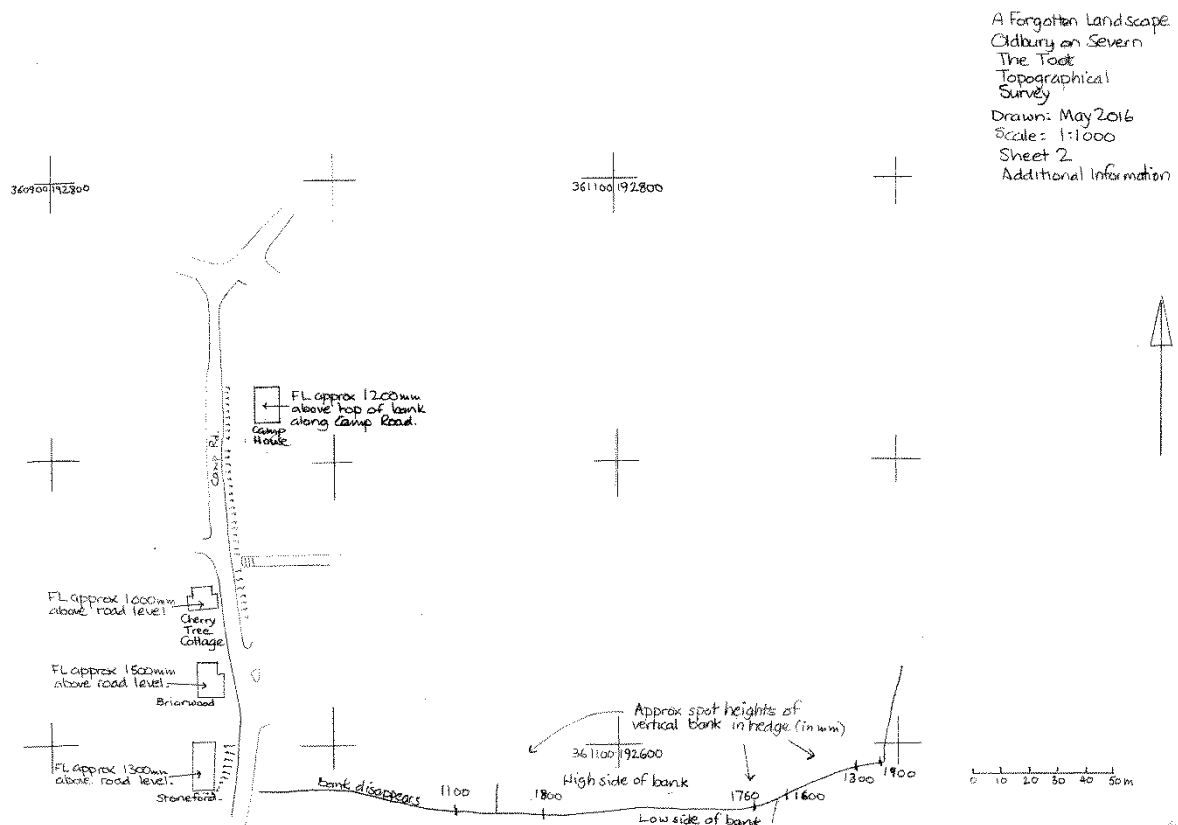 A Forgotten Landscape
Oldbury on Severn
The Toot
Topographical
Survey
Drawn: May 2016
Scale: 1:1000
Sheet 2
Additional Information
360900 192800
361100 192800
FL approx 1200mm
above top of bank
along Camp Road.
Camp
House
Camp Rd.
FL approx 1000mm
above road level.
Cherry
Tree
Cottage
FL approx 1500mm
above road level.
Briarwood
Approx spot heights of
vertical bank in hedge (in mm)
361100 192600
FL approx 1300mm
above road level.
Stoneford
High side of bank
1300
1900
0 10 20 30 40 50m
bank disappears
1100
1800
1760
1600
Low side of bank